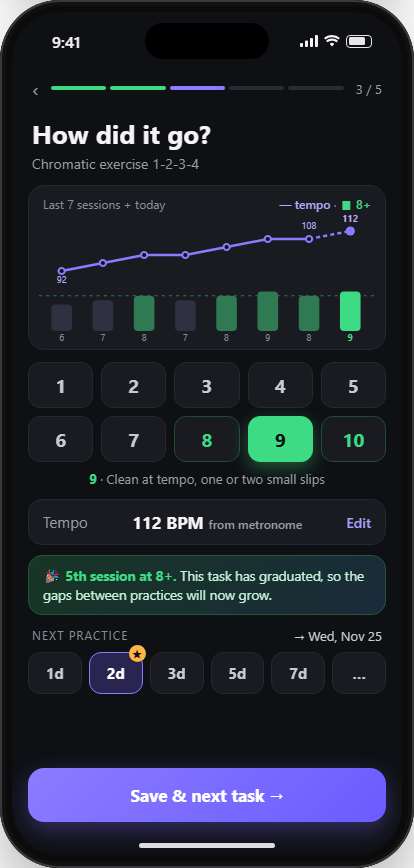 9:41
‹ 3 / 5
How did it go?
Chromatic exercise 1-2-3-4
Last 7 sessions + today — tempo · ■ 8+
108 112
92
6 7 8 7 8 9 8 9
1 2 3 4 5
6 7 8 9 10
9 · Clean at tempo, one or two small slips
Tempo 112 BPM from metronome Edit
🎉 5th session at 8+. This task has graduated, so the
gaps between practices will now grow.
NEXT PRACTICE → Wed, Nov 25
★
1d 2d 3d 5d 7d ...
Save & next task →